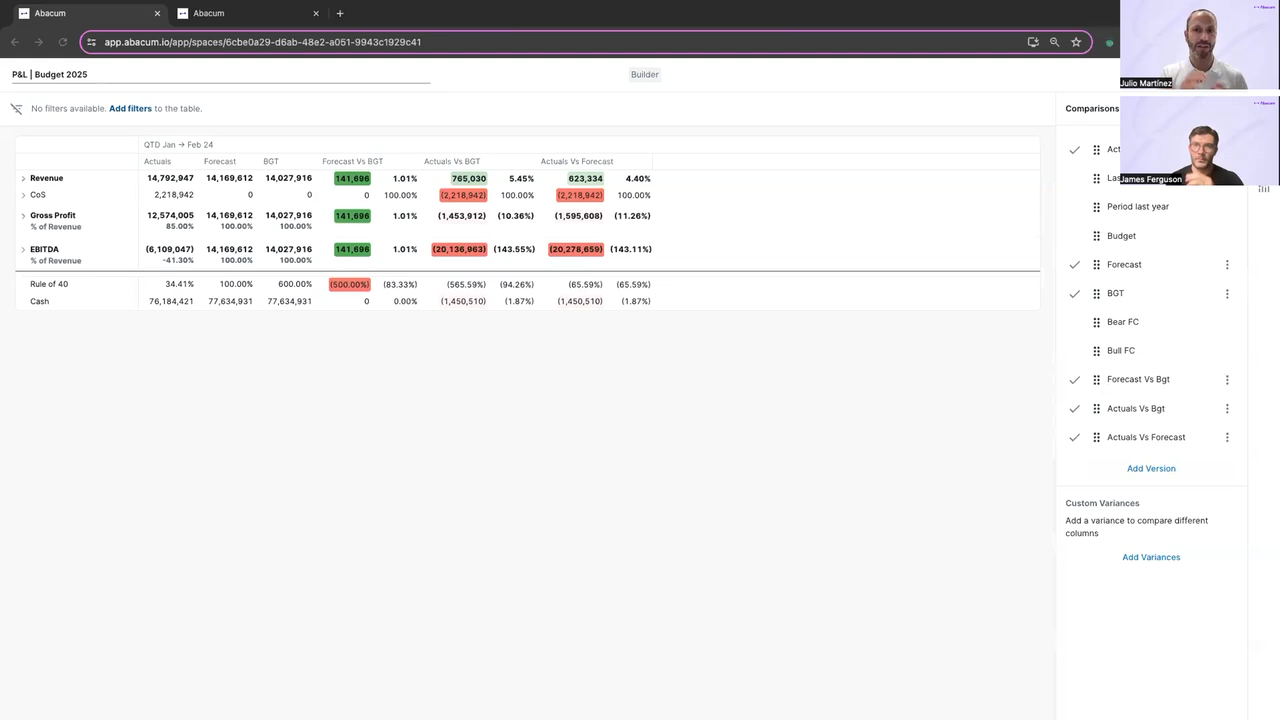 Abacum
Abacum
app.abacum.io/app/spaces/6cbe0a29-d6ab-48e2-a051-9943c1929c41
Abacum
Julio Martínez
Abacum
James Ferguson
P&L | Budget 2025
Builder
No filters available. Add filters to the table.
QTD Jan → Feb 24
Actuals Forecast BGT Forecast Vs BGT Actuals Vs BGT Actuals Vs Forecast
Revenue 14,792,947 14,169,612 14,027,916 141,696 1.01% 765,030 5.45% 623,334 4.40%
CoS 2,218,942 0 0 0 100.00% (2,218,942) 100.00% (2,218,942) 100.00%
Gross Profit 12,574,005 14,169,612 14,027,916 141,696 1.01% (1,453,912) (10.36%) (1,595,608) (11.26%)
% of Revenue 85.00% 100.00% 100.00%
EBITDA (6,109,047) 14,169,612 14,027,916 141,696 1.01% (20,136,963) (143.55%) (20,278,659) (143.11%)
% of Revenue -41.30% 100.00% 100.00%
Rule of 40 34.41% 100.00% 600.00% (500.00%) (83.33%) (565.59%) (94.26%) (65.59%) (65.59%)
Cash 76,184,421 77,634,931 77,634,931 0 0.00% (1,450,510) (1.87%) (1,450,510) (1.87%)
Comparisons
Act
Las
Period last year
Budget
Forecast
BGT
Bear FC
Bull FC
Forecast Vs Bgt
Actuals Vs Bgt
Actuals Vs Forecast
Add Version
Custom Variances
Add a variance to compare different
columns
Add Variances